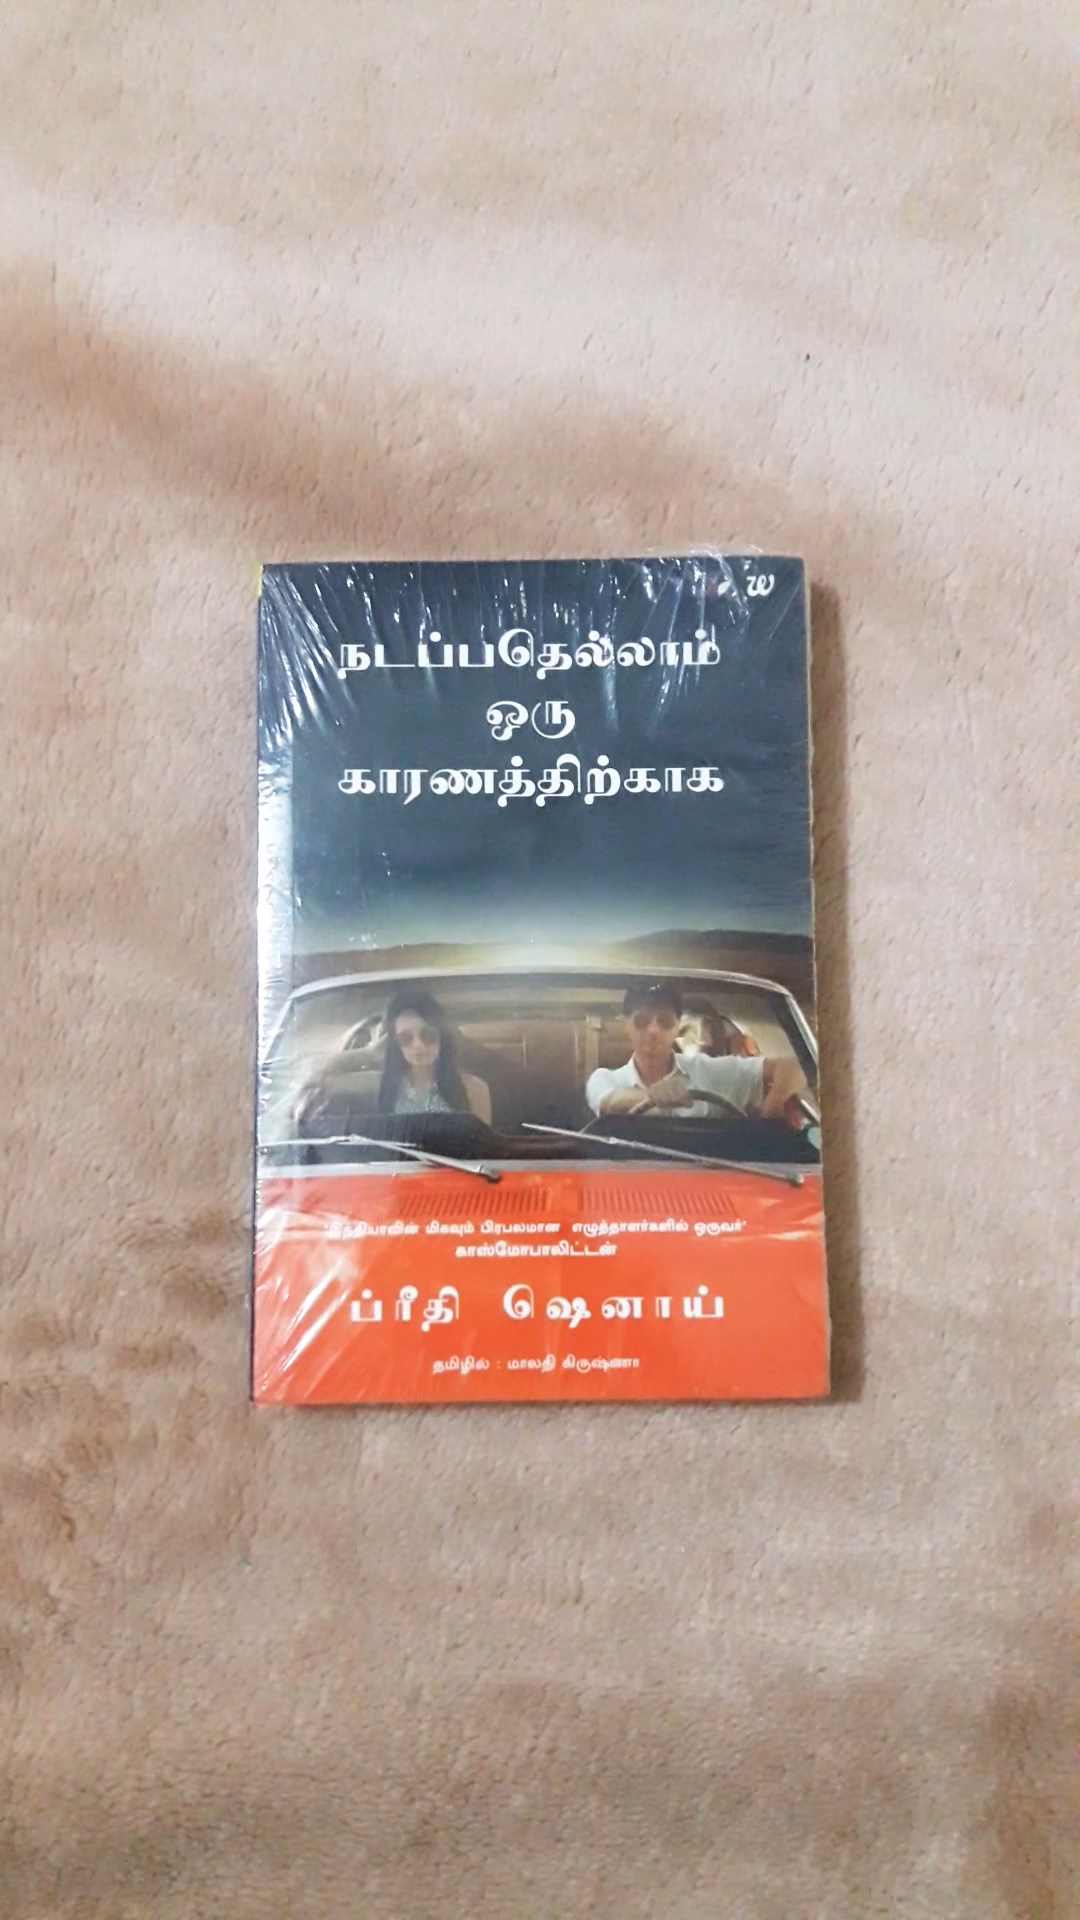 நடப்பதெல்லாம்
ஒரு
காரணத்திற்காக
'இந்தியாவின் மிகவும் பிரபலமான எழுத்தாளர்களில் ஒருவர்'
காஸ்மோபாலிட்டன்
ப்ரீதி ஷெனாய்
தமிழில் : மாலதி கிருஷ்ணா